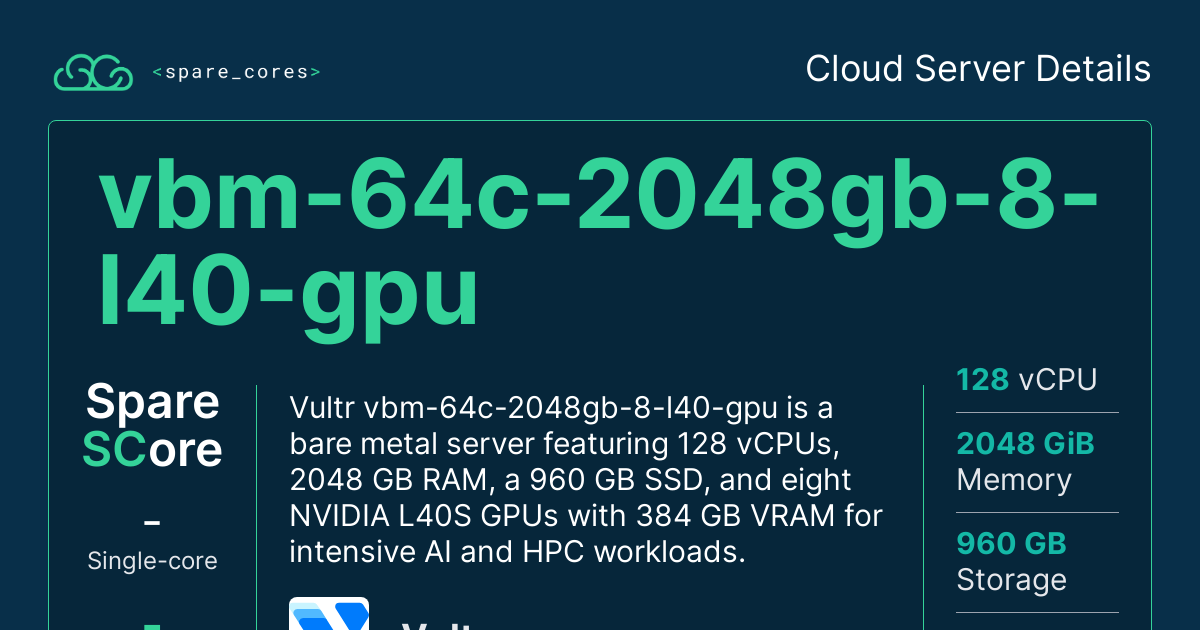 <spare_cores>
Cloud Server Details
vbm-64c-2048gb-8-
l40-gpu
Spare
SCore
–
Single-core
Vultr vbm-64c-2048gb-8-l40-gpu is a
bare metal server featuring 128 vCPUs,
2048 GB RAM, a 960 GB SSD, and eight
NVIDIA L40S GPUs with 384 GB VRAM for
intensive AI and HPC workloads.
128 vCPU
2048 GiB
Memory
960 GB
Storage